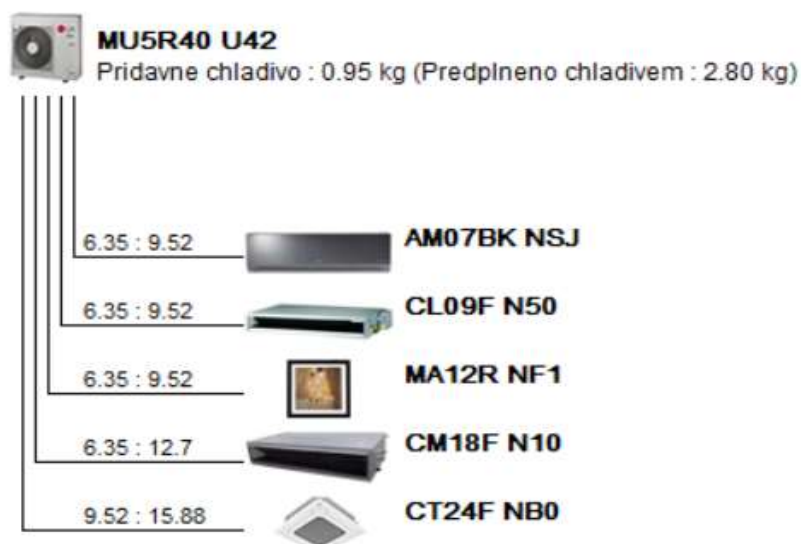 MU5R40 U42
Pridavne chladivo : 0.95 kg (Predplneno chladivem : 2.80 kg)
6.35 : 9.52 AM07BK NSJ
6.35 : 9.52 CL09F N50
6.35 : 9.52 MA12R NF1
6.35 : 12.7 CM18F N10
9.52 : 15.88 CT24F NB0